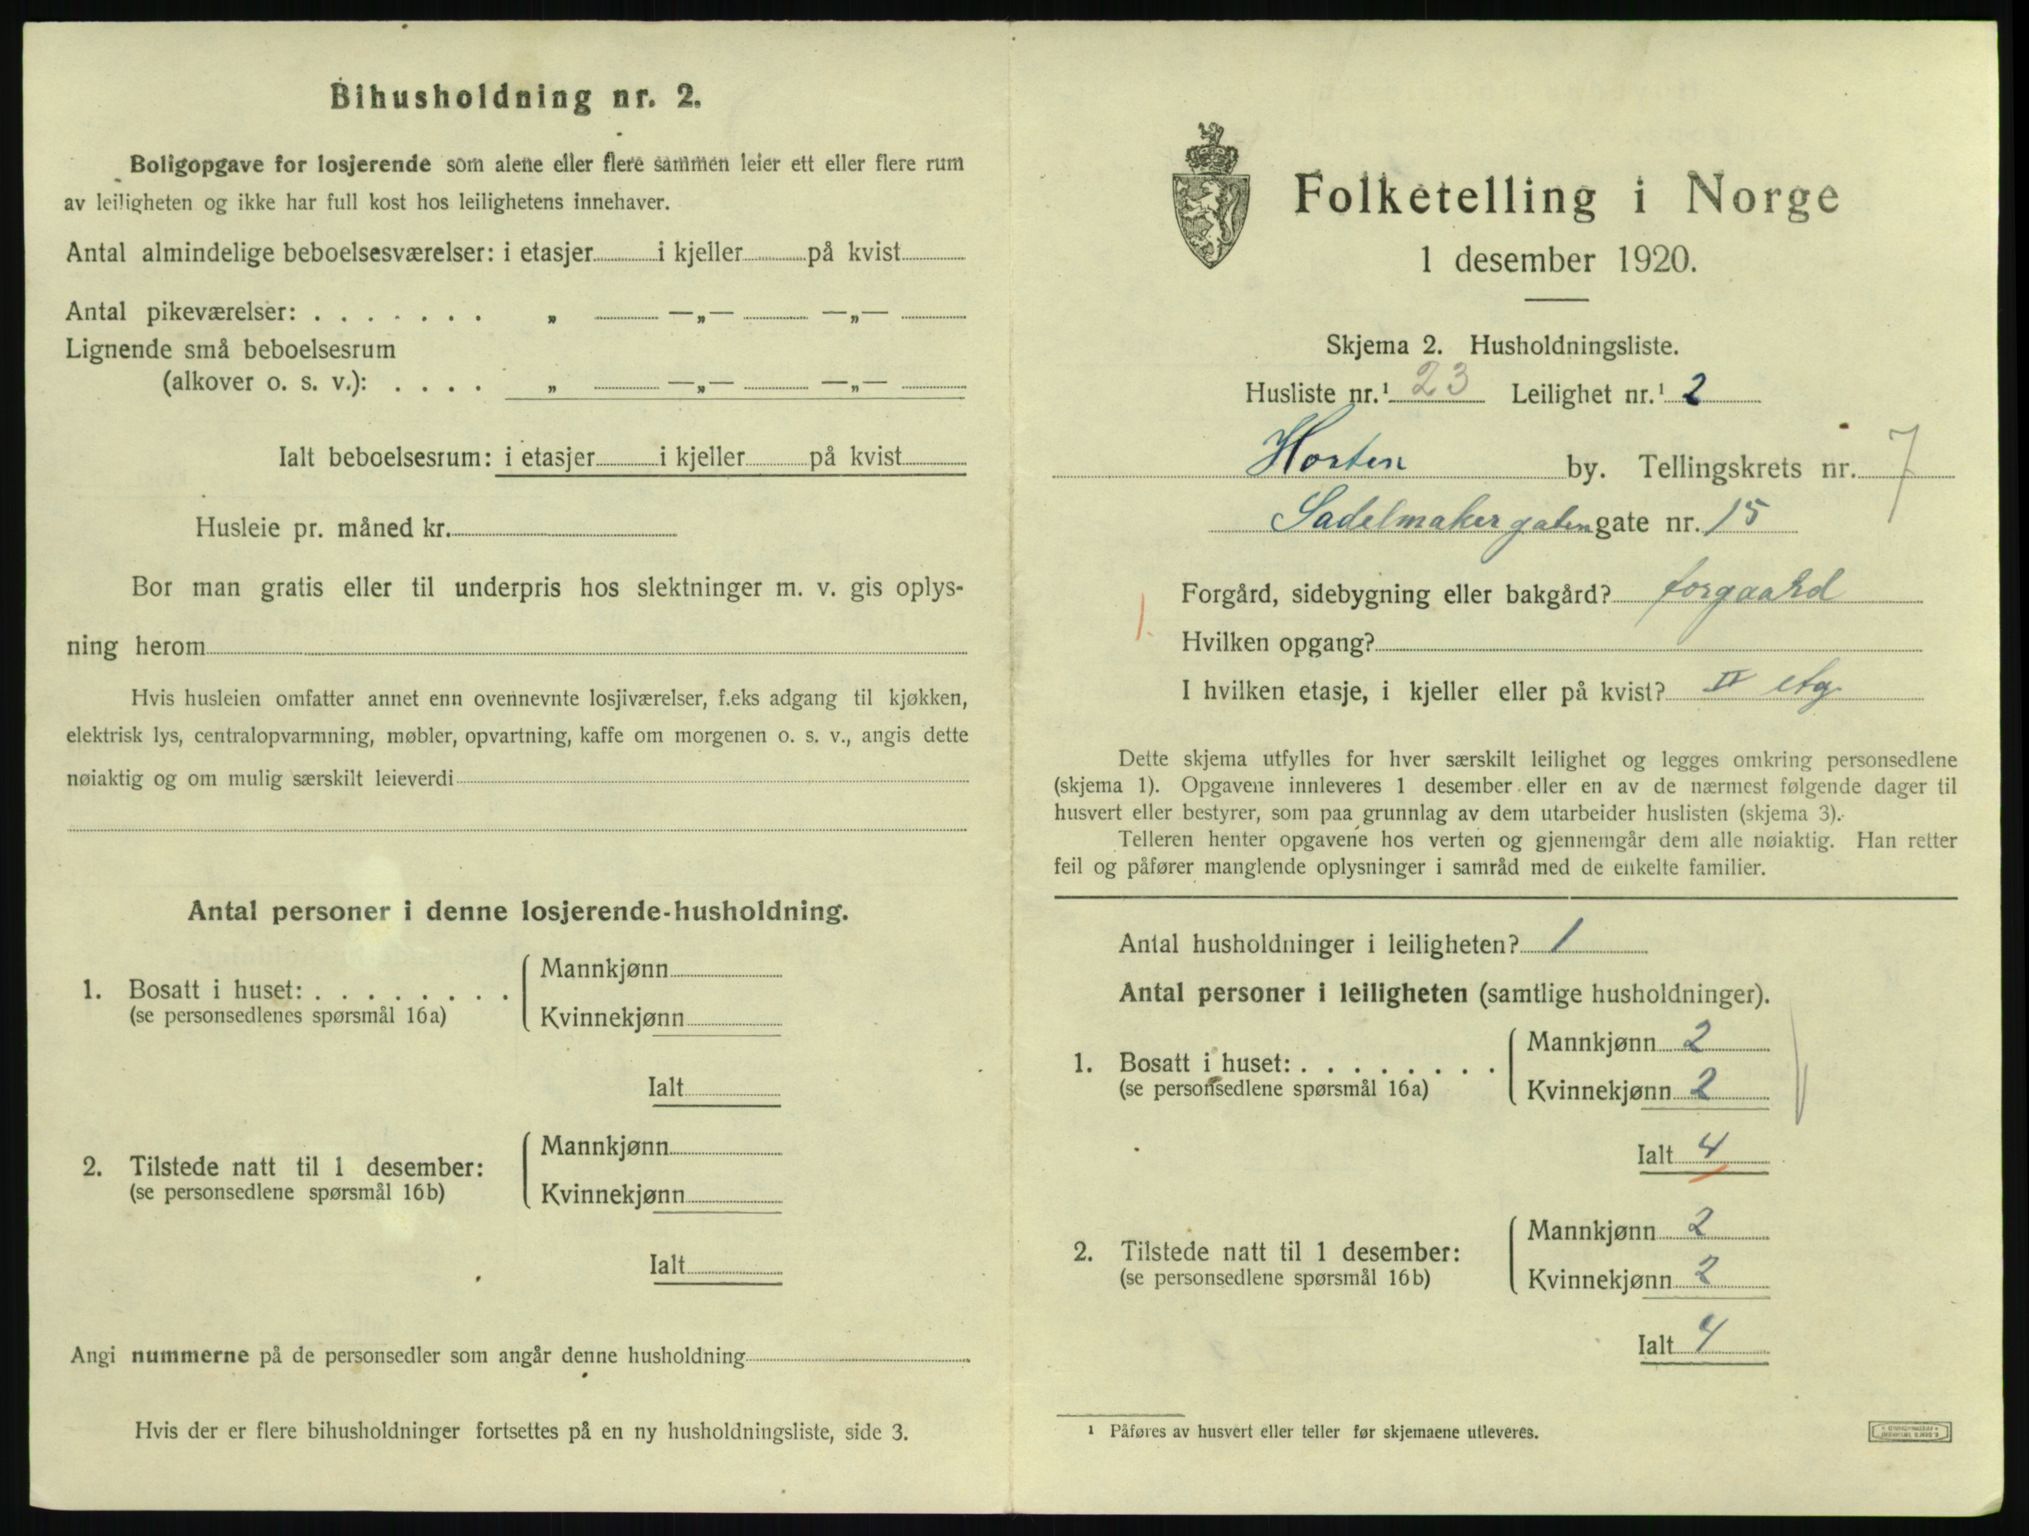 Bihusholdning nr. 2.
Boligopgave for losjerende som alene eller flere sammen leier ett eller flere rum
av leiligheten og ikke har full kost hos leilighetens innehaver.
Antal almindelige beboelsesværelser: i etasjer i kjeller på kvist
Antal pikeværelser: . . . . . . . „ —„— —„—
Lignende små beboelsesrum
(alkover o. s. v.): . . . . „ —„— —„—
Ialt beboelsesrum: i etasjer i kjeller på kvist
Husleie pr. måned kr.
Bor man gratis eller til underpris hos slektninger m. v. gis oplys-
ning herom
Hvis husleien omfatter annet enn ovennevnte losjiværelser, f.eks adgang til kjøkken,
elektrisk lys, centralopvarmning, møbler, opvartning, kaffe om morgenen o. s. v., angis dette
nøiaktig og om mulig særskilt leieverdi
Antal personer i denne losjerende-husholdning.
1. Bosatt i huset: . . . . . . . . Mannkjønn
(se personsedlenes spørsmål 16a) Kvinnekjønn
Ialt
2. Tilstede natt til 1 desember: Mannkjønn
(se personsedlene spørsmål 16b) Kvinnekjønn
Ialt
Angi nummerne på de personsedler som angår denne husholdning
Hvis der er flere bihusholdninger fortsettes på en ny husholdningsliste, side 3.
Folketelling i Norge
1 desember 1920.
Skjema 2. Husholdningsliste.
Husliste nr.¹ 23 Leilighet nr.¹ 2
Horten by. Tellingskrets nr. 7
Sadelmakergaten gate nr. 15
Forgård, sidebygning eller bakgård? forgaard
1.
Hvilken opgang?
I hvilken etasje, i kjeller eller på kvist? II etg.
Dette skjema utfylles for hver særskilt leilighet og legges omkring personsedlene
(skjema 1). Opgavene innleveres 1 desember eller en av de nærmest følgende dager til
husvert eller bestyrer, som paa grunnlag av dem utarbeider huslisten (skjema 3).
Telleren henter opgavene hos verten og gjennemgår dem alle nøiaktig. Han retter
feil og påfører manglende oplysninger i samråd med de enkelte familier.
Antal husholdninger i leiligheten? 1
Antal personer i leiligheten (samtlige husholdninger).
1. Bosatt i huset: . . . . . . . . Mannkjønn 2
(se personsedlene spørsmål 16a) Kvinnekjønn 2
Ialt 4
2. Tilstede natt til 1 desember: Mannkjønn 2
(se personsedlene spørsmål 16b) Kvinnekjønn 2
Ialt 4
¹ Påføres av husvert eller teller før skjemaene utleveres.